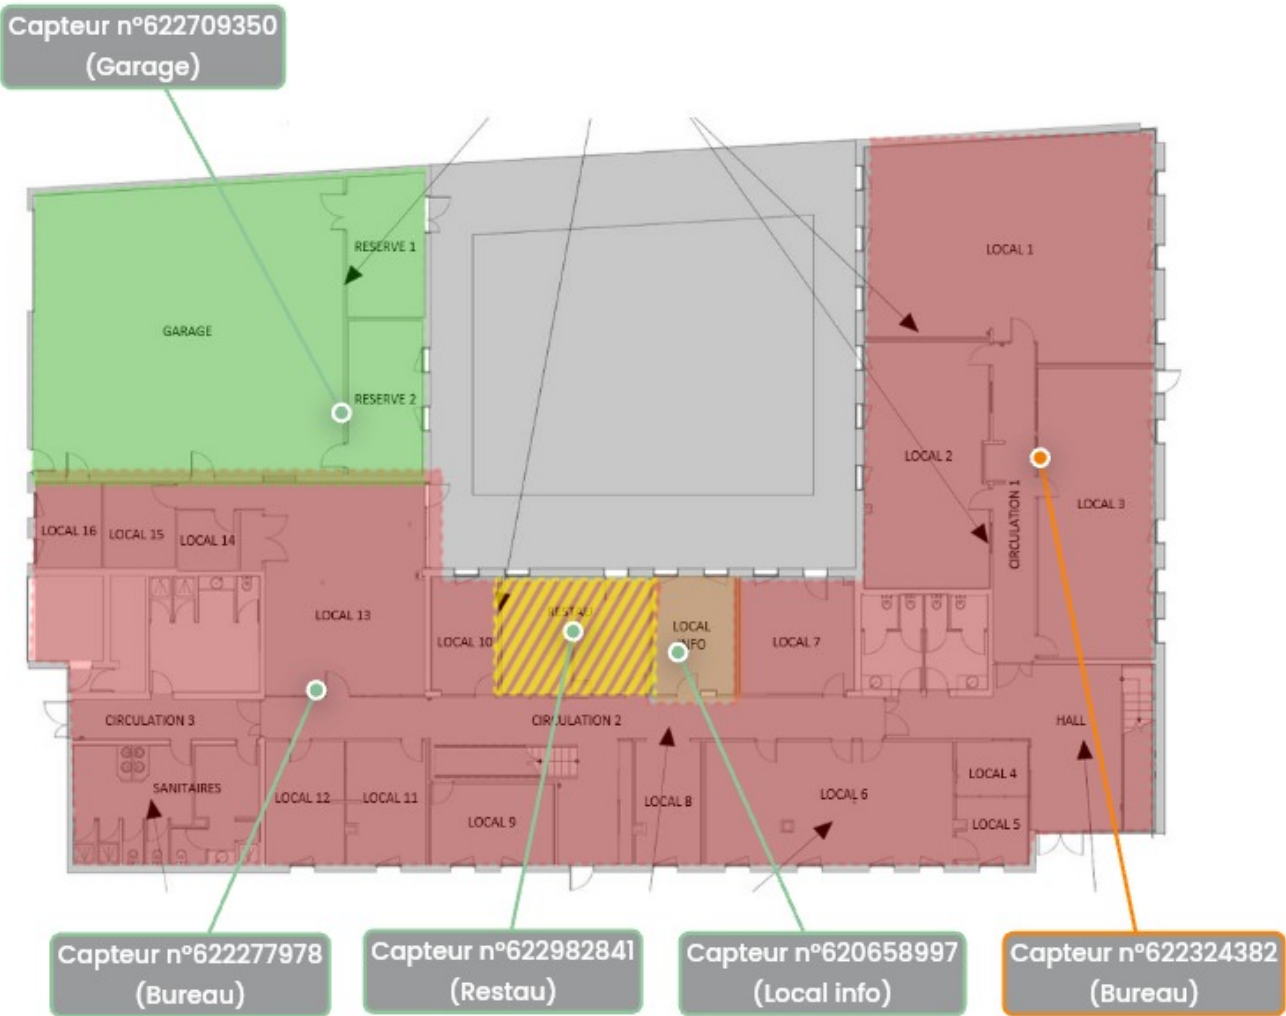 Capteur n°622709350
(Garage)
RESERVE 1
LOCAL 1
GARAGE
RESERVE 2
LOCAL 2
LOCAL 3
CIRCULATION 1
LOCAL 16
LOCAL 15
LOCAL 14
LOCAL 13
LOCAL 10
RESTAU
LOCAL
INFO
LOCAL 7
CIRCULATION 3
CIRCULATION 2
HALL
SANITAIRES
LOCAL 12
LOCAL 11
LOCAL 9
LOCAL 8
LOCAL 6
LOCAL 4
LOCAL 5
Capteur n°622277978
(Bureau)
Capteur n°622982841
(Restau)
Capteur n°620658997
(Local info)
Capteur n°622324382
(Bureau)